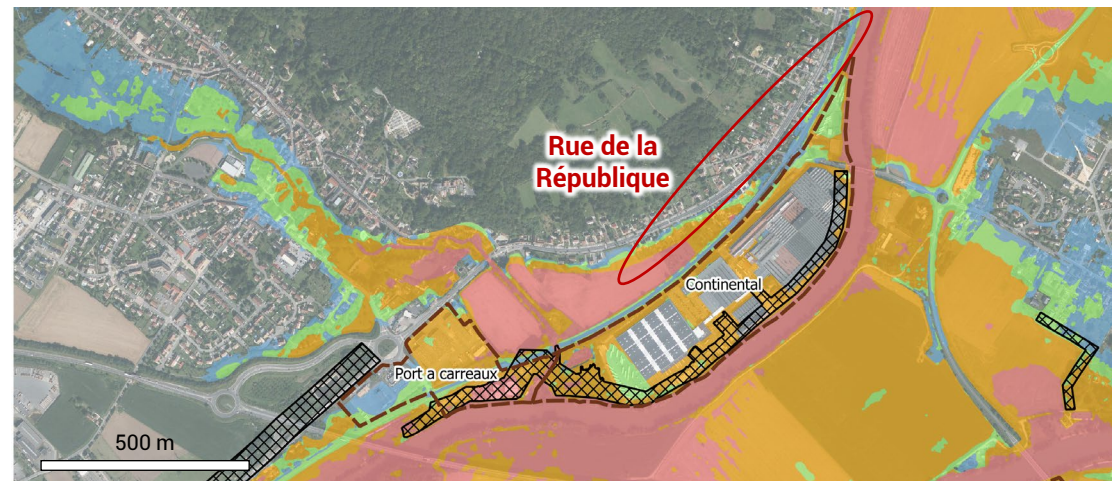 Rue de la
République
Continental
Port a carreaux
500 m